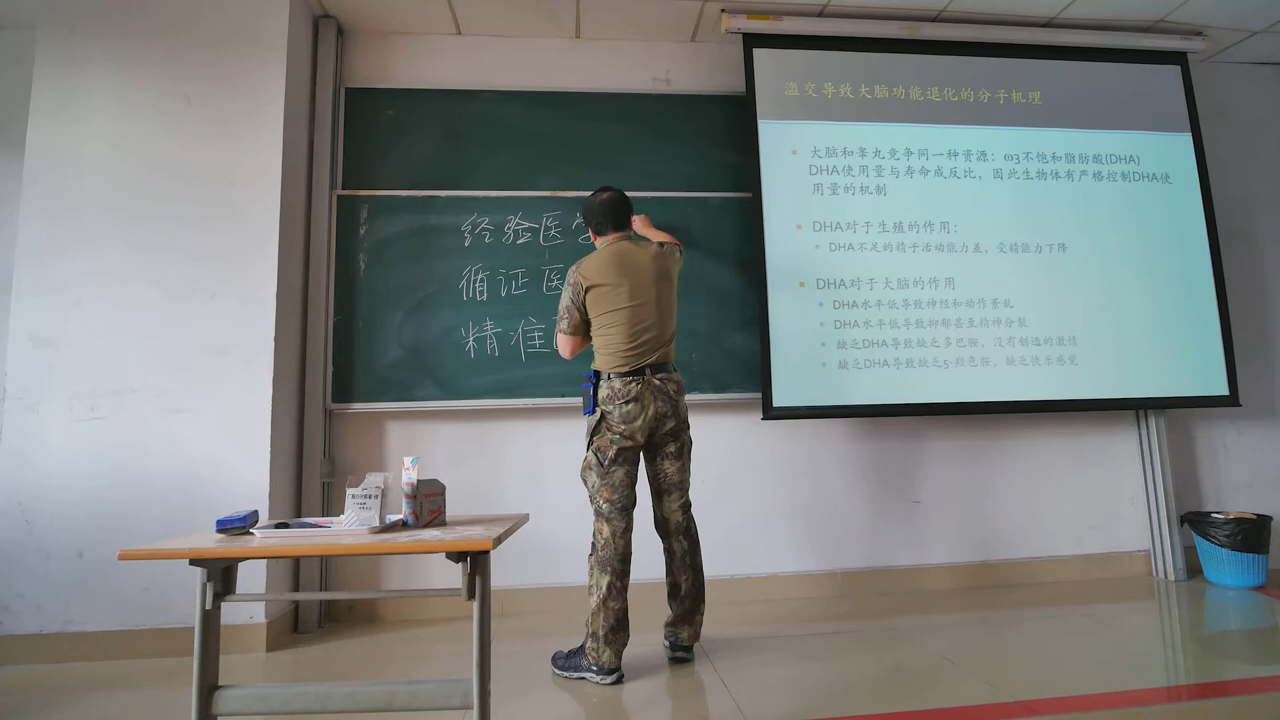 经验医学
循证医
精准
滥交导致大脑功能退化的分子机理
大脑和睾丸竞争同一种资源：ω3不饱和脂肪酸(DHA)
DHA使用量与寿命成反比，因此生物体有严格控制DHA使
用量的机制
DHA对于生殖的作用：
DHA不足的精子活动能力差，受精能力下降
DHA对于大脑的作用
DHA水平低导致神经和动作紊乱
DHA水平低导致抑郁甚至精神分裂
缺乏DHA导致缺乏多巴胺，没有创造的激情
缺乏DHA导致缺乏5-羟色胺，缺乏快乐感觉